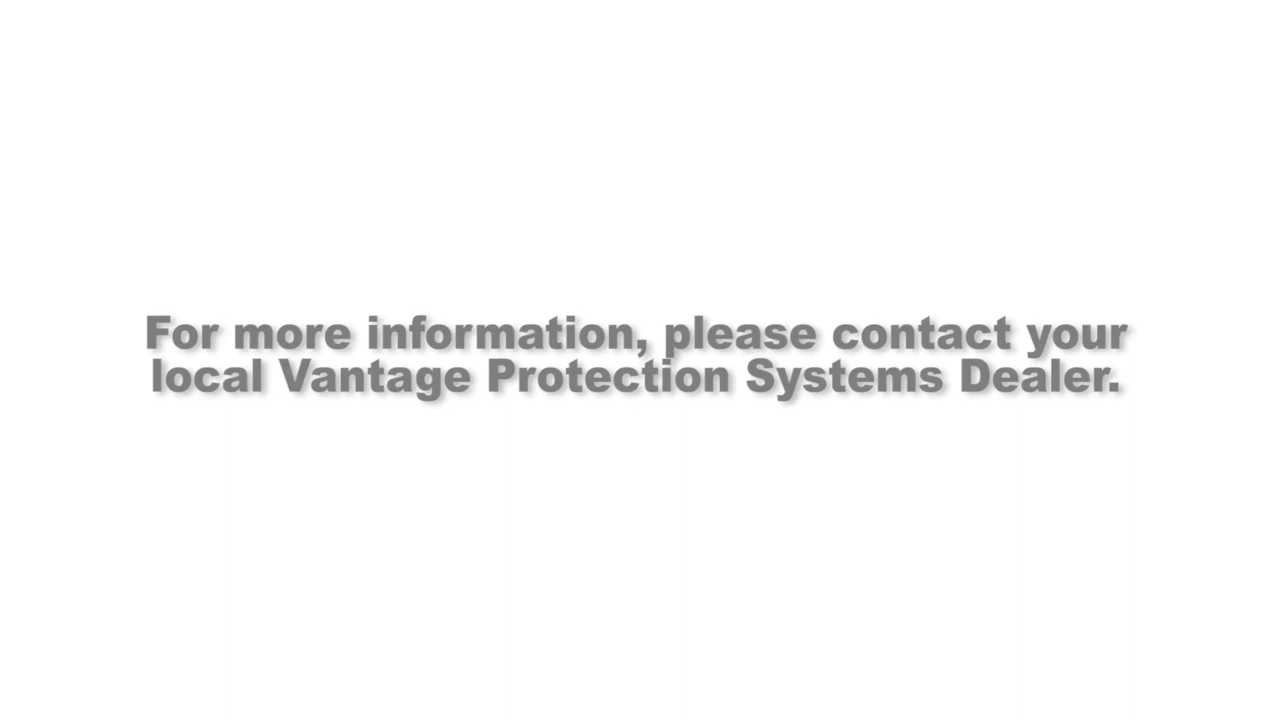 For more information, please contact your
local Vantage Protection Systems Dealer.